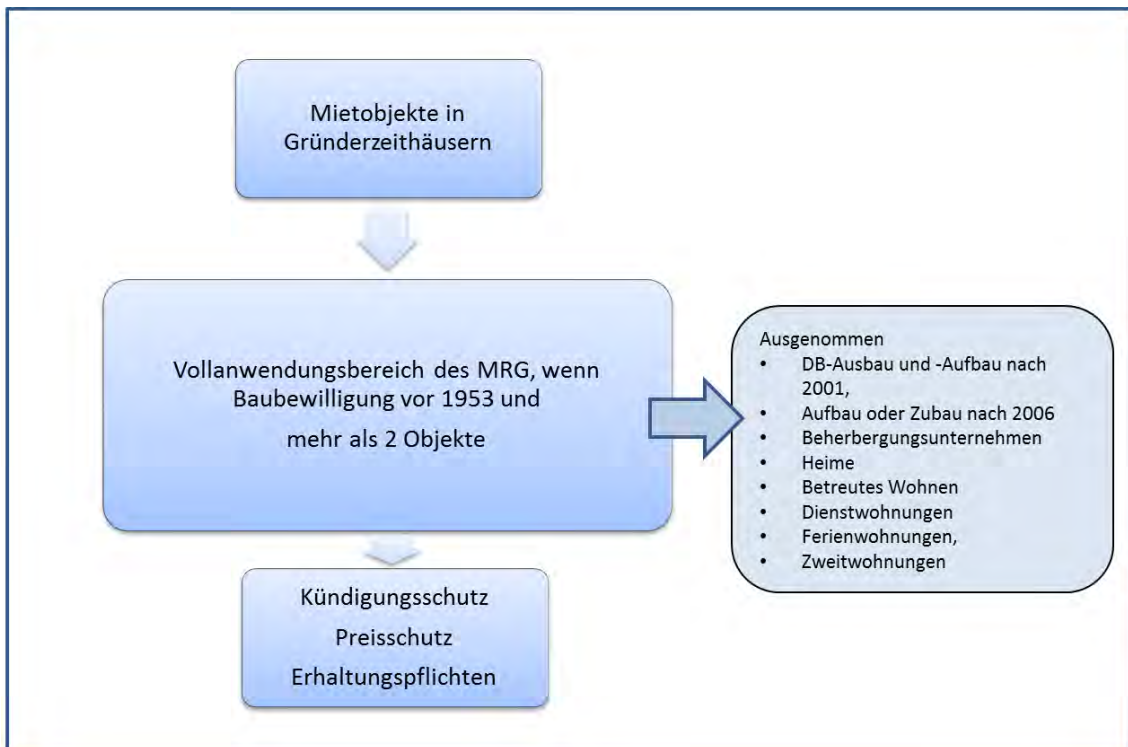 Mietobjekte in
Gründerzeithäusern
Vollanwendungsbereich des MRG, wenn
Baubewilligung vor 1953 und
mehr als 2 Objekte
Ausgenommen
• DB-Ausbau und -Aufbau nach
2001,
• Aufbau oder Zubau nach 2006
• Beherbergungsunternehmen
• Heime
• Betreutes Wohnen
• Dienstwohnungen
• Ferienwohnungen,
• Zweitwohnungen
Kündigungsschutz
Preisschutz
Erhaltungspflichten